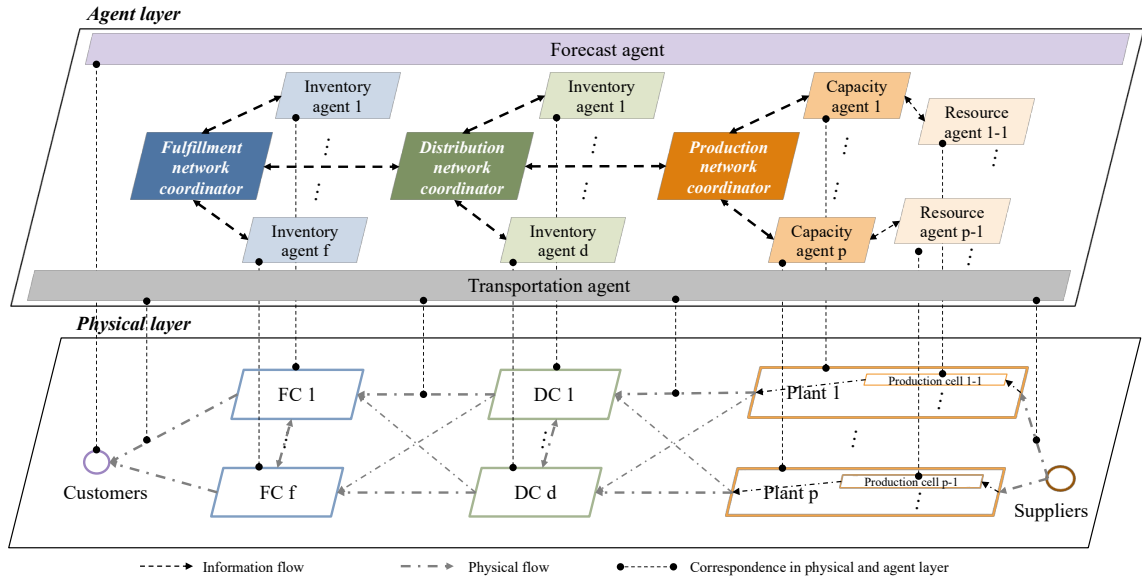 Agent layer
Forecast agent
Inventory
agent 1
Inventory
agent 1
Capacity
agent 1
Resource
agent 1-1
Fulfillment
network
coordinator
Distribution
network
coordinator
Production
network
coordinator
Inventory
agent f
Inventory
agent d
Capacity
agent p
Resource
agent p-1
Transportation agent
Physical layer
FC 1
DC 1
Plant 1
Production cell 1-1
Customers
FC f
DC d
Plant p
Production cell p-1
Suppliers
Information flow
Physical flow
Correspondence in physical and agent layer